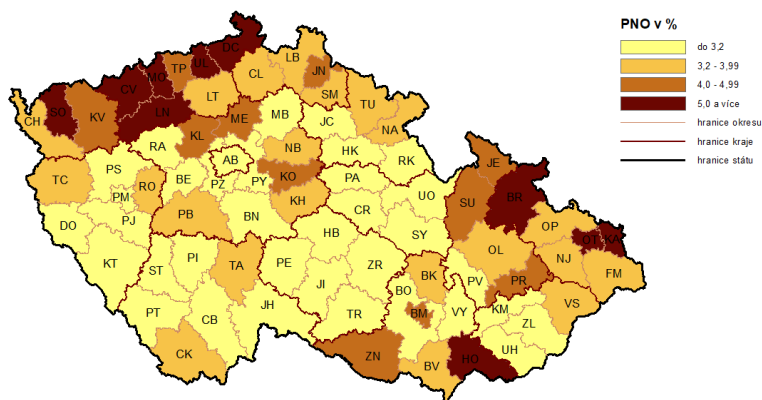 PNO v %
do 3,2
3,2 - 3,99
4,0 - 4,99
5,0 a více
hranice okresu
hranice kraje
hranice státu
DC
LB
UL
JN
TP
CL
MO
SM
CV
LT
TU
SO
KV
LN
ME
MB
CH
NA
KL
JC
RA
NB
HK
AB
RK
JE
PS
BE
PZ
PY
KO
PA
TC
RO
BR
PM
UO
SU
KH
PB
CR
PJ
BN
DO
OP
HB
SY
OT
KA
OL
KT
ST
PI
TA
PE
ZR
NJ
FM
BK
PV
PR
JI
BO
VS
PT
CB
JH
TR
BM
VY
KM
ZL
CK
ZN
UH
HO
BV